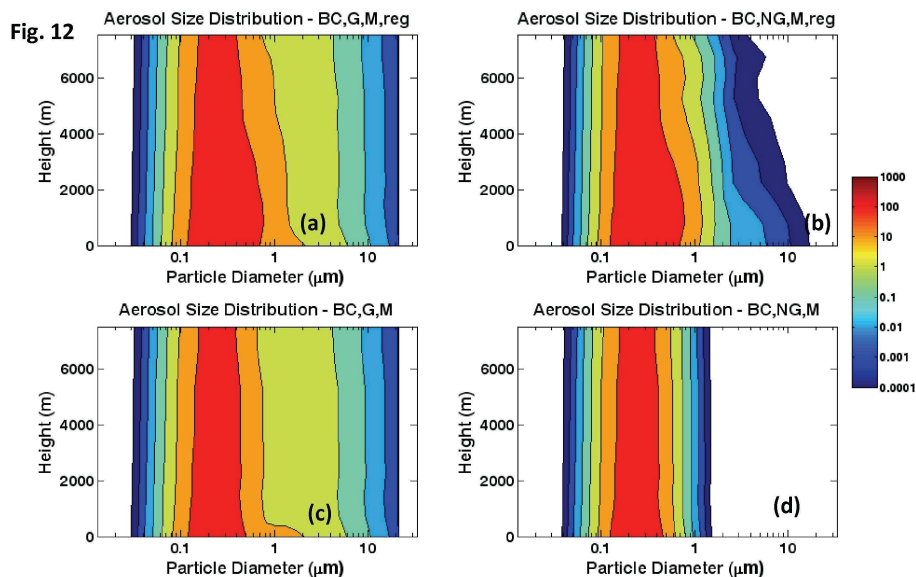 Fig. 12
Aerosol Size Distribution - BC,G,M,reg
Aerosol Size Distribution - BC,NG,M,reg
Height (m)
6000
4000
2000
0
(a)
0.1 1 10
Particle Diameter (μm)
Height (m)
6000
4000
2000
0
(b)
0.1 1 10
Particle Diameter (μm)
1000
100
10
1
0.1
0.01
0.001
0.0001
Aerosol Size Distribution - BC,G,M
Aerosol Size Distribution - BC,NG,M
Height (m)
6000
4000
2000
0
(c)
0.1 1 10
Particle Diameter (μm)
Height (m)
6000
4000
2000
0
(d)
0.1 1 10
Particle Diameter (μm)